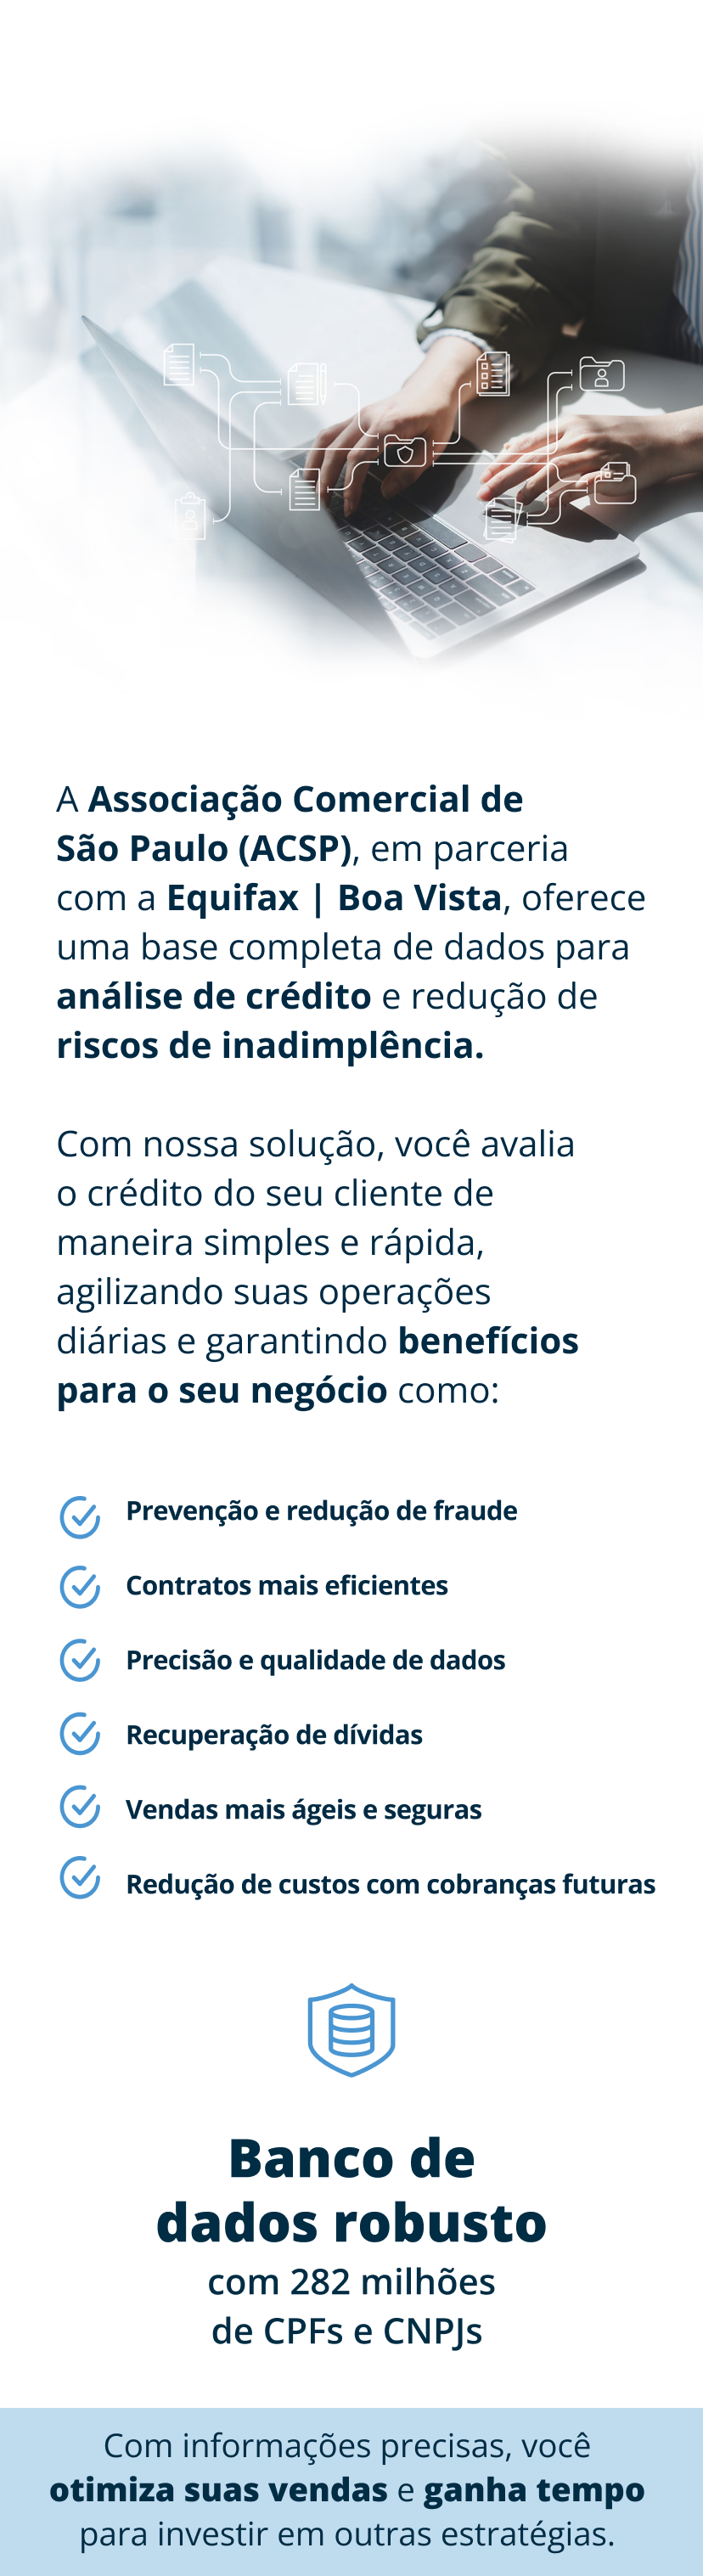 A Associação Comercial de
São Paulo (ACSP), em parceria
com a Equifax | Boa Vista, oferece
uma base completa de dados para
análise de crédito e redução de
riscos de inadimplência.
Com nossa solução, você avalia
o crédito do seu cliente de
maneira simples e rápida,
agilizando suas operações
diárias e garantindo benefícios
para o seu negócio como:
Prevenção e redução de fraude
Contratos mais eficientes
Precisão e qualidade de dados
Recuperação de dívidas
Vendas mais ágeis e seguras
Redução de custos com cobranças futuras
Banco de
dados robusto
com 282 milhões
de CPFs e CNPJs
Com informações precisas, você
otimiza suas vendas e ganha tempo
para investir em outras estratégias.